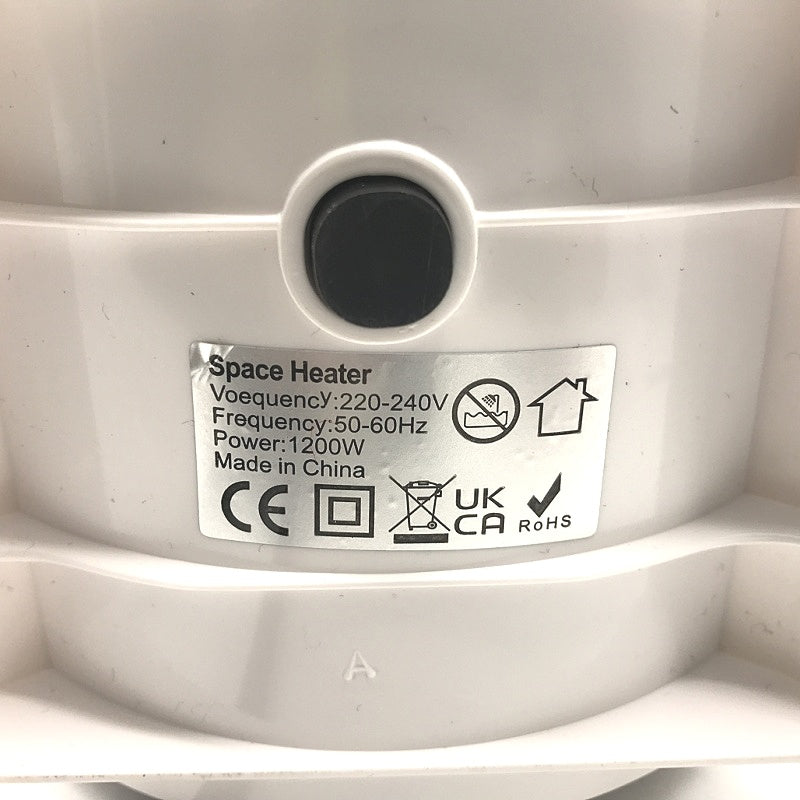 Space Heater
Voequency:220-240V
Frequency:50-60Hz
Power:1200W
Made in China
CE
UK
CA
RoHS
A